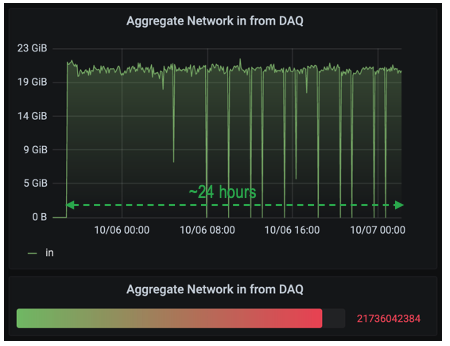 Aggregate Network in from DAQ
23 GiB
19 GiB
14 GiB
9 GiB
5 GiB
0 B
~24 hours
10/06 00:00 10/06 08:00 10/06 16:00 10/07 00:00
in
Aggregate Network in from DAQ
21736042384